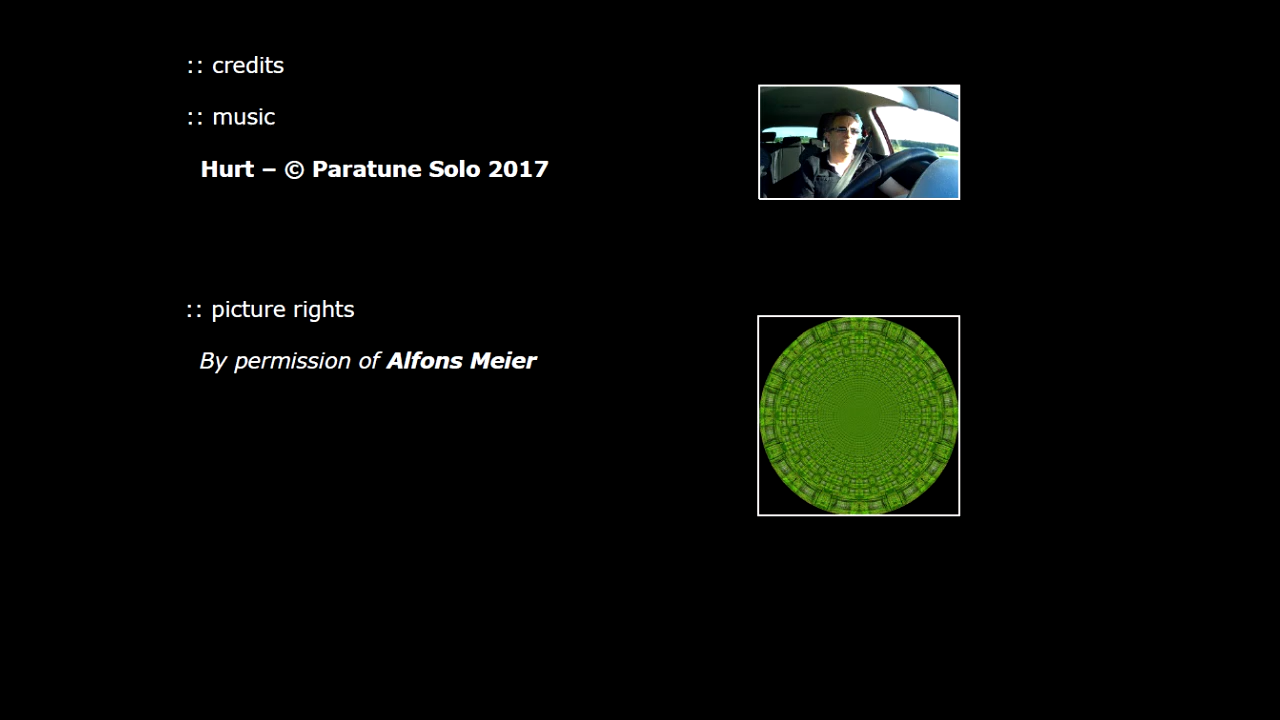 :: credits
:: music
Hurt – © Paratune Solo 2017
:: picture rights
By permission of Alfons Meier